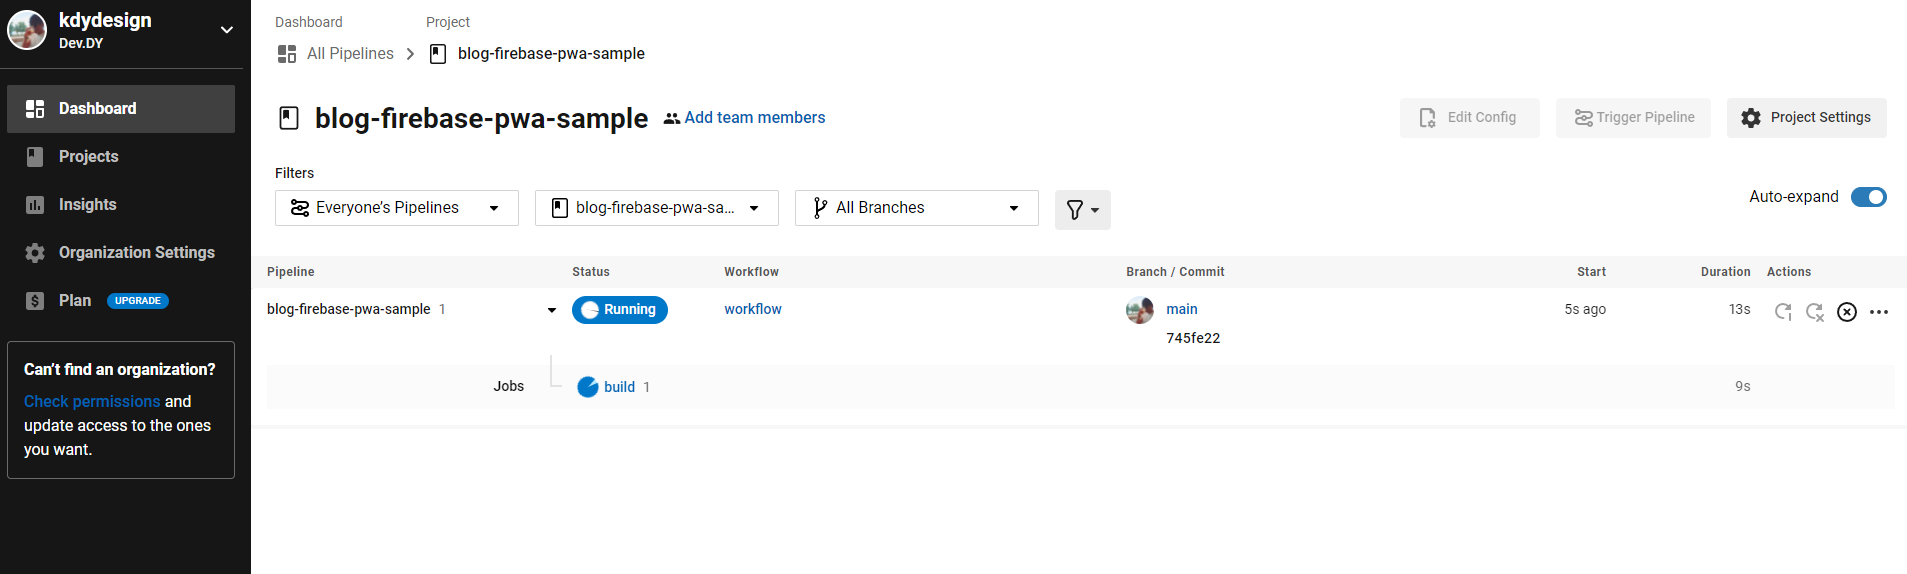 kdydesign
Dev.DY
Dashboard
Projects
Insights
Organization Settings
Plan UPGRADE
Can't find an organization?
Check permissions and
update access to the ones
you want.
Dashboard Project
All Pipelines blog-firebase-pwa-sample
blog-firebase-pwa-sample Add team members
Edit Config Trigger Pipeline Project Settings
Filters
Everyone's Pipelines blog-firebase-pwa-sa... All Branches
Auto-expand
Pipeline Status Workflow Branch / Commit Start Duration Actions
blog-firebase-pwa-sample 1 Running workflow main 5s ago 13s
745fe22
Jobs build 1 9s